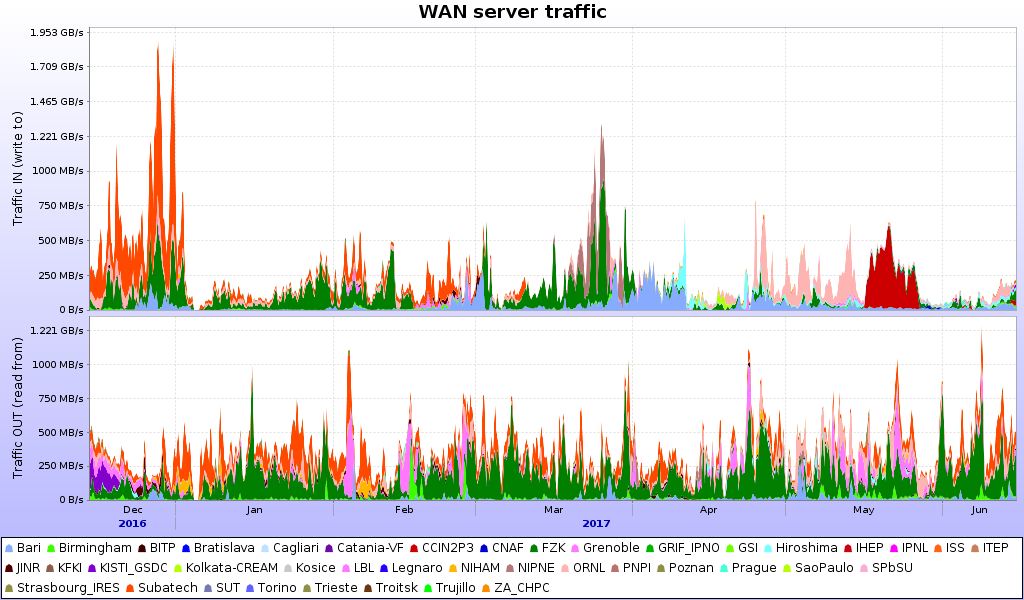 WAN server traffic
Traffic IN (write to)
1.953 GB/s
1.709 GB/s
1.465 GB/s
1.221 GB/s
1000 MB/s
750 MB/s
500 MB/s
250 MB/s
0 B/s
Traffic OUT (read from)
1.221 GB/s
1000 MB/s
750 MB/s
500 MB/s
250 MB/s
0 B/s
Dec Jan Feb Mar Apr May Jun
2016 2017
Bari Birmingham BITP Bratislava Cagliari Catania-VF CCIN2P3 CNAF FZK Grenoble GRIF_IPNO GSI Hiroshima IHEP IPNL ISS ITEP
JINR KFKI KISTI_GSDC Kolkata-CREAM Kosice LBL Legnaro NIHAM NIPNE ORNL PNPI Poznan Prague SaoPaulo SPbSU
Strasbourg_IRES Subatech SUT Torino Trieste Troitsk Trujillo ZA_CHPC